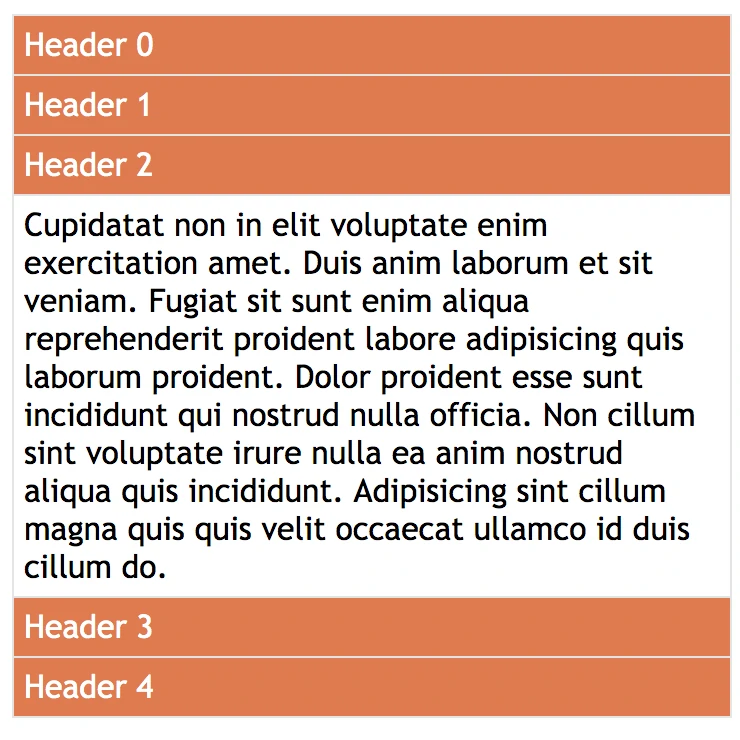 Header 0
Header 1
Header 2
Cupidatat non in elit voluptate enim
exercitation amet. Duis anim laborum et sit
veniam. Fugiat sit sunt enim aliqua
reprehenderit proident labore adipisicing quis
laborum proident. Dolor proident esse sunt
incididunt qui nostrud nulla officia. Non cillum
sint voluptate irure nulla ea anim nostrud
aliqua quis incididunt. Adipisicing sint cillum
magna quis quis velit occaecat ullamco id duis
cillum do.
Header 3
Header 4